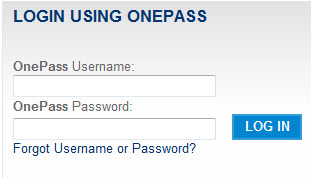 LOGIN USING ONEPASS
OnePass Username:
OnePass Password:
LOG IN
Forgot Username or Password?